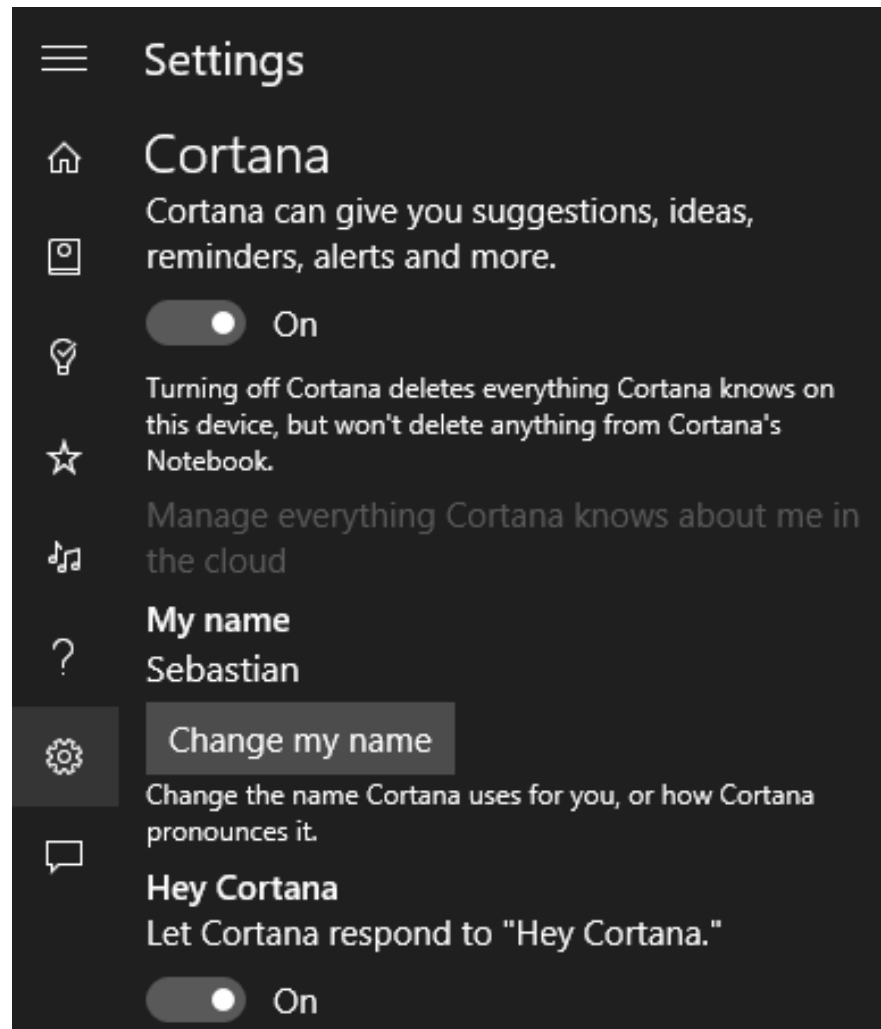 Settings
Cortana
Cortana can give you suggestions, ideas,
reminders, alerts and more.
On
Turning off Cortana deletes everything Cortana knows on
this device, but won't delete anything from Cortana's
Notebook.
Manage everything Cortana knows about me in
the cloud
My name
Sebastian
Change my name
Change the name Cortana uses for you, or how Cortana
pronounces it.
Hey Cortana
Let Cortana respond to "Hey Cortana."
On